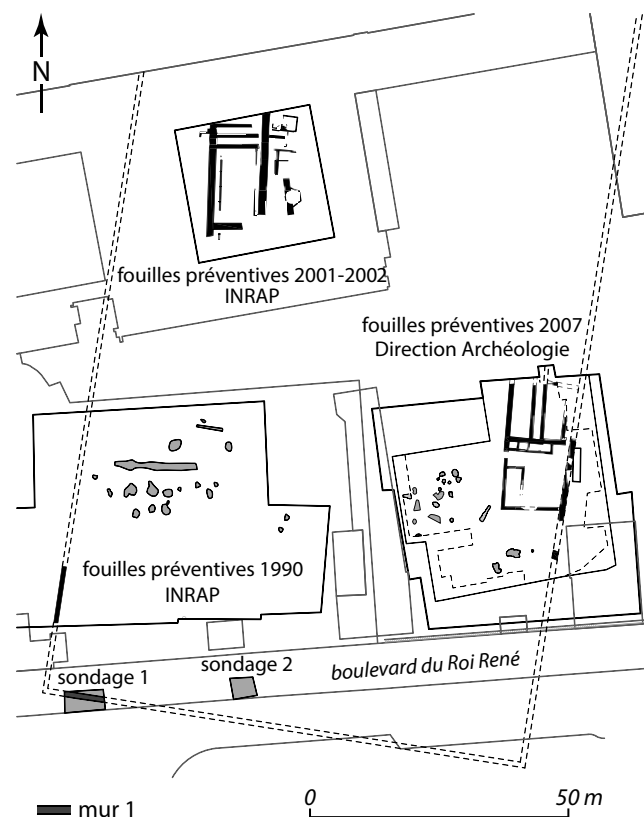 N
fouilles préventives 2001-2002
INRAP
fouilles préventives 2007
Direction Archéologie
fouilles préventives 1990
INRAP
sondage 1
sondage 2
boulevard du Roi René
mur 1
0
50 m